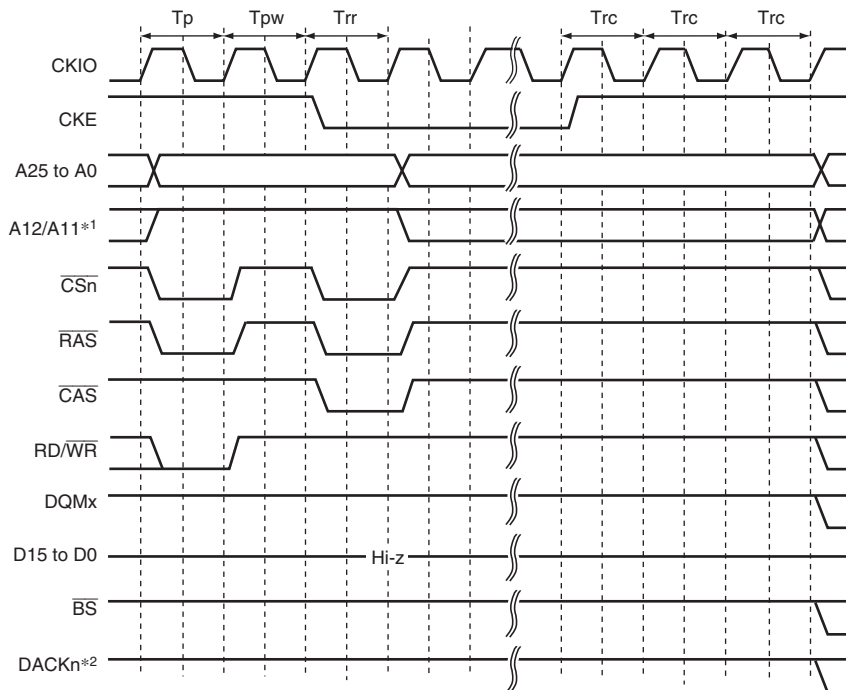 Tp Tpw Trr Trc Trc Trc
CKIO
CKE
A25 to A0
A12/A11*1
CSn
RAS
CAS
RD/WR
DQMx
D15 to D0 Hi-z
BS
DACKn*2